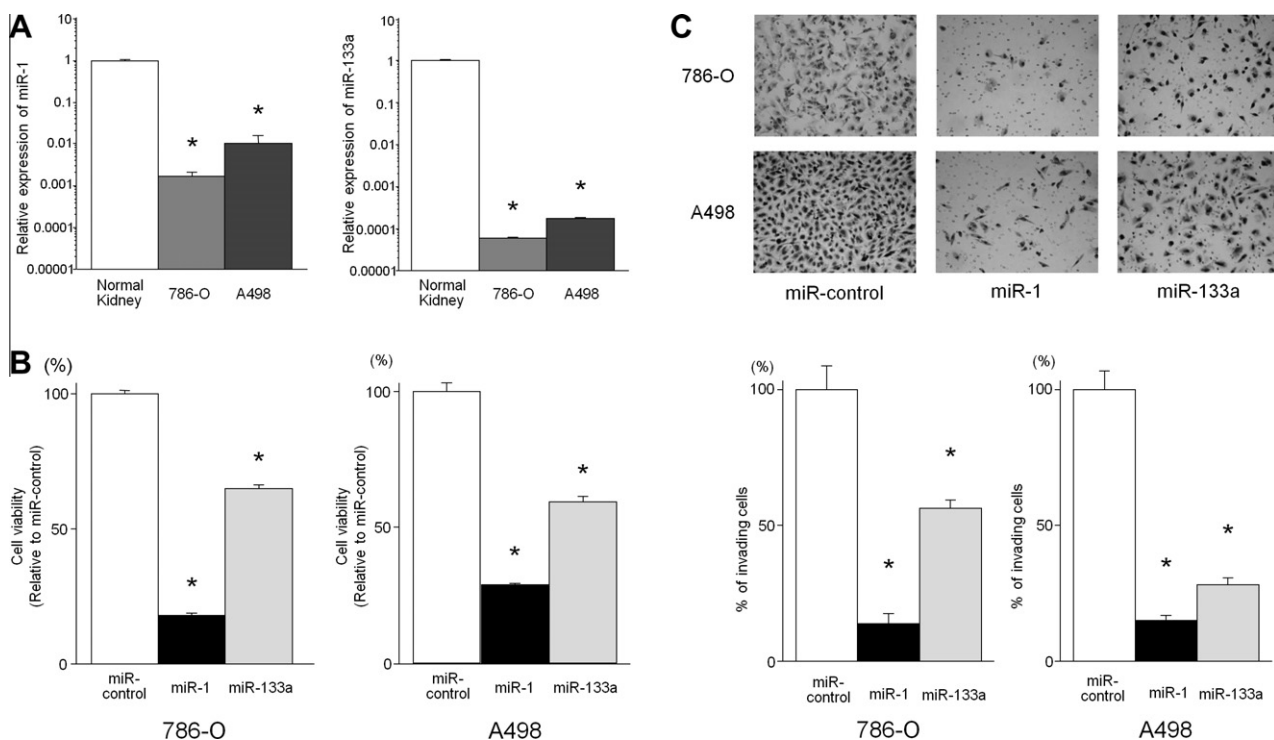 A
Relative expression of miR-1
1
0.1
0.01
0.001
0.0001
0.00001
*
*
Normal
Kidney
786-O
A498
Relative expression of miR-133a
1
0.1
0.01
0.001
0.0001
0.00001
*
*
Normal
Kidney
786-O
A498
C
786-O
A498
miR-control
miR-1
miR-133a
B
(%)
Cell viability
(Relative to miR-control)
100
50
0
*
*
miR-
control
miR-1
miR-133a
786-O
(%)
Cell viability
(Relative to miR-control)
100
50
0
*
*
miR-
control
miR-1
miR-133a
A498
(%)
% of invading cells
100
50
0
*
*
miR-
control
miR-1
miR-133a
786-O
(%)
% of invading cells
100
50
0
*
*
miR-
control
miR-1
miR-133a
A498